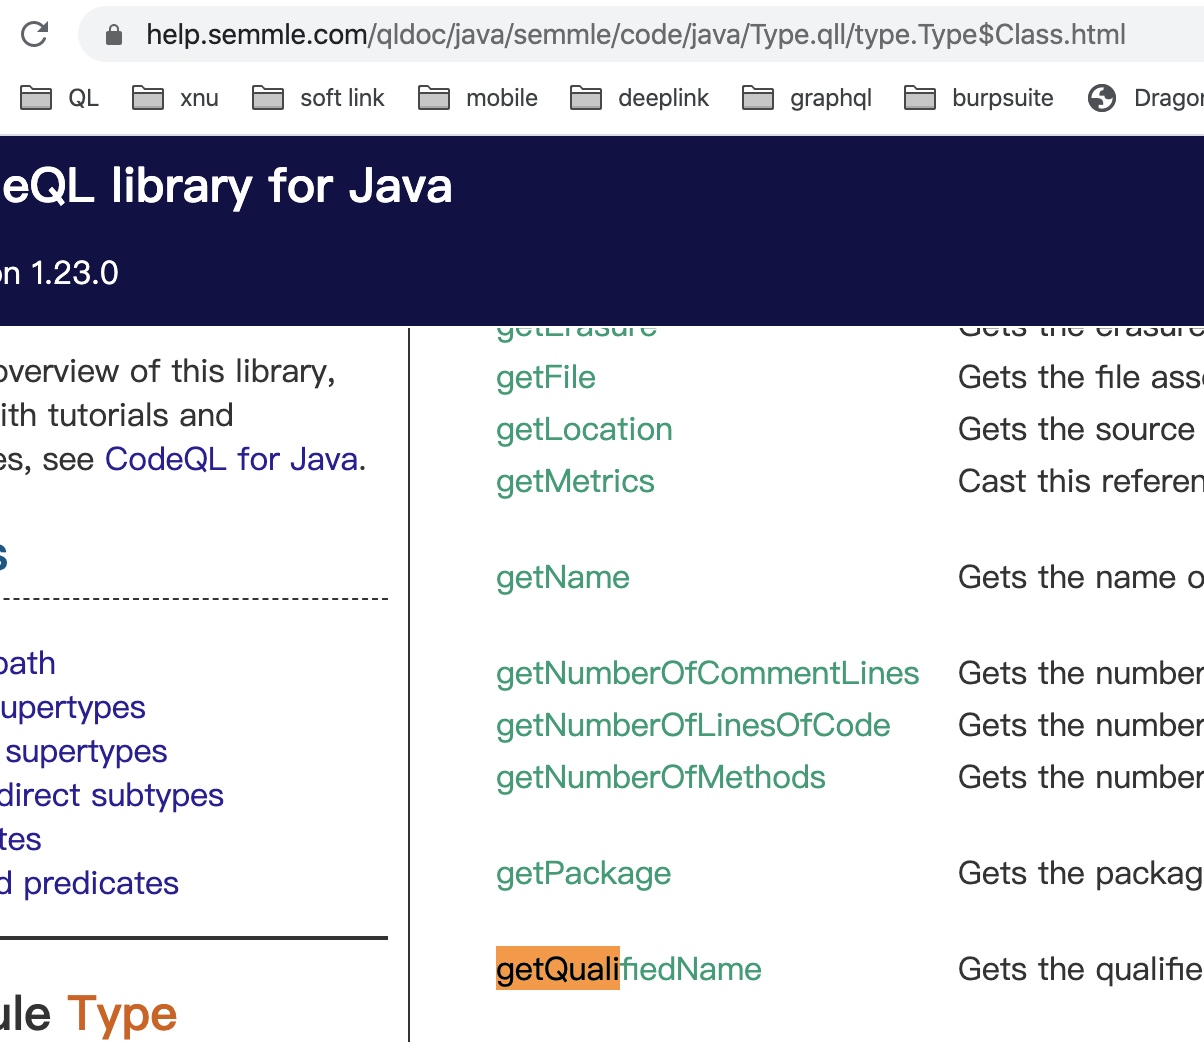 help.semmle.com/qldoc/java/semmle/code/java/Type.qll/type.Type$Class.html
QL xnu soft link mobile deeplink graphql burpsuite Dragon
eQL library for Java
on 1.23.0
overview of this library,
ith tutorials and
es, see CodeQL for Java.
s
path
upertypes
supertypes
direct subtypes
tes
d predicates
ule Type
getErasure Gets the erasure
getFile Gets the file asso
getLocation Gets the source
getMetrics Cast this referen
getName Gets the name o
getNumberOfCommentLines Gets the number
getNumberOfLinesOfCode Gets the number
getNumberOfMethods Gets the number
getPackage Gets the packag
getQualifiedName Gets the qualifie